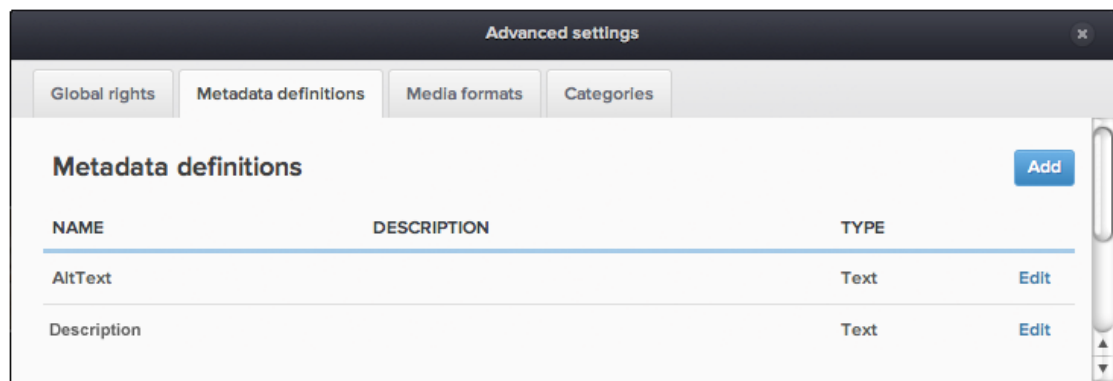 Advanced settings
Global rights Metadata definitions Media formats Categories
Metadata definitions Add
NAME DESCRIPTION TYPE
AltText Text Edit
Description Text Edit